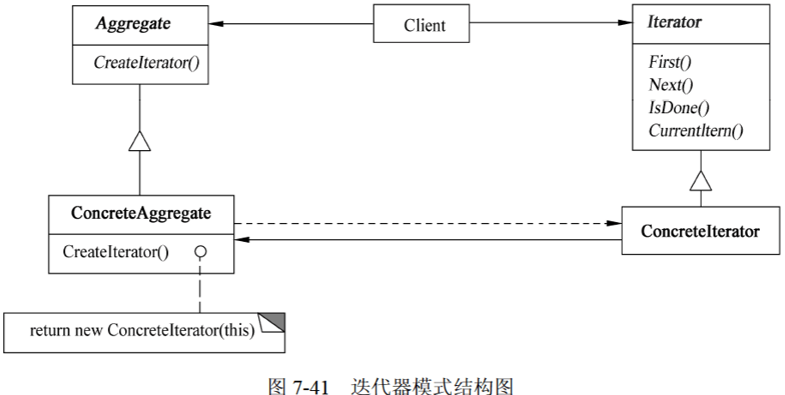 Aggregate
CreateIterator()
Client
Iterator
First()
Next()
IsDone()
CurrentItern()
ConcreteAggregate
CreateIterator()
ConcreteIterator
return new ConcreteIterator(this)
图 7-41 迭代器模式结构图